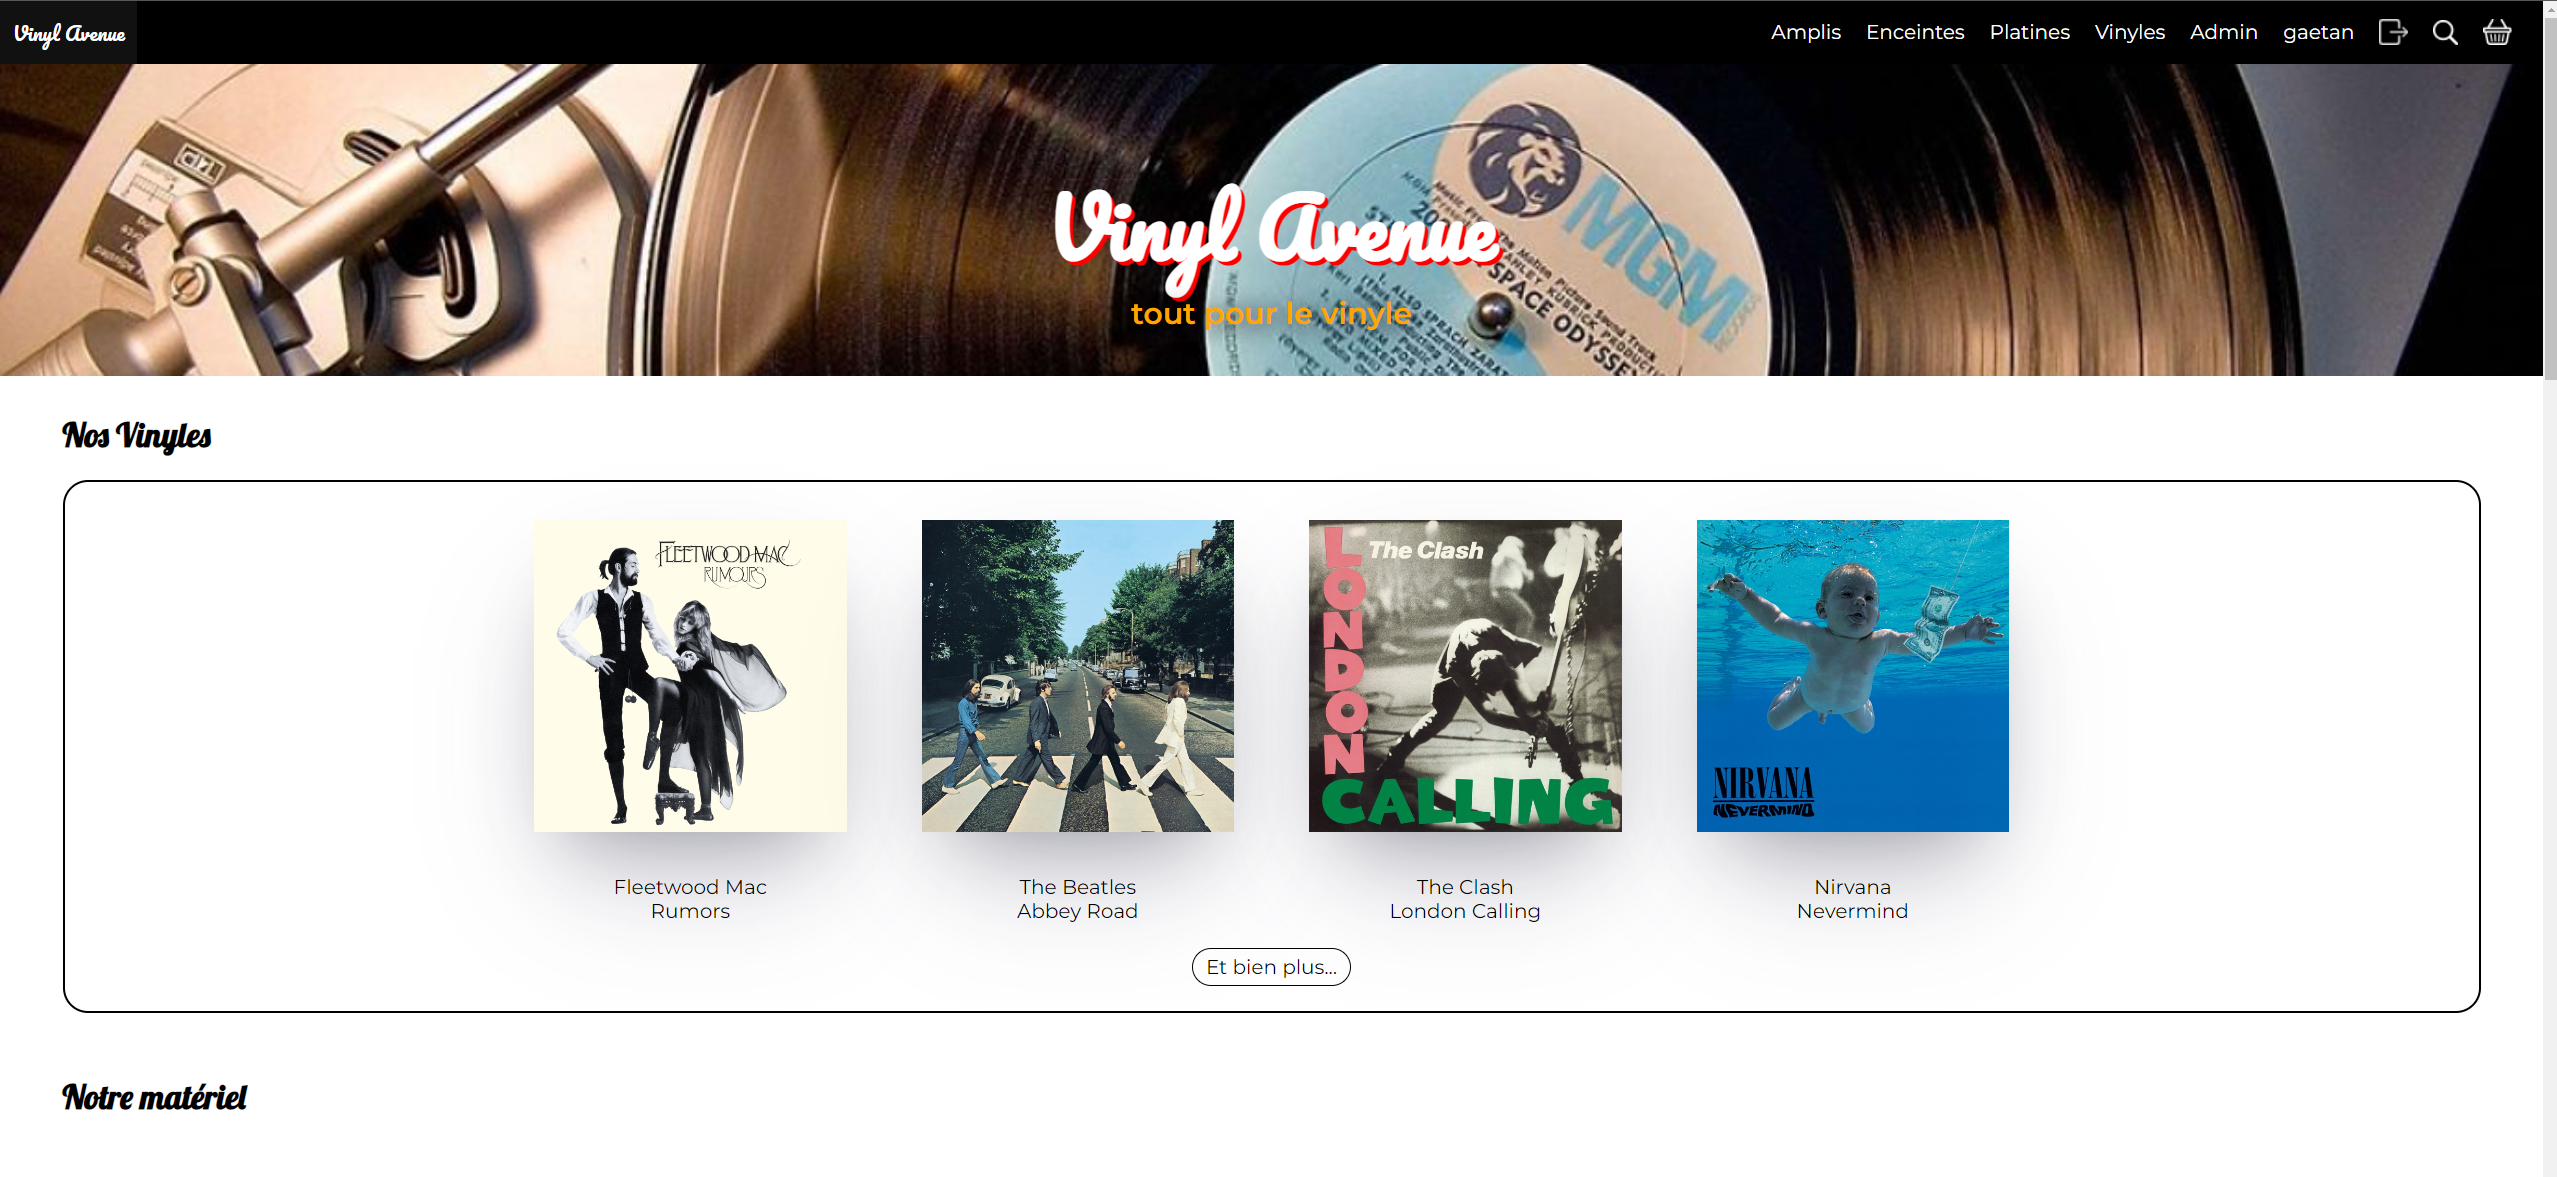 Vinyl Avenue
Amplis Enceintes Platines Vinyles Admin gaetan
MGM
Vinyl Avenue
tout pour le vinyle
SPACE ODYSSEY
Nos Vinyles
FLEETWOOD MAC
RUMOURS
The Clash
LONDON
CALLING
NIRVANA
NEVERMIND
Fleetwood Mac
Rumors
The Beatles
Abbey Road
The Clash
London Calling
Nirvana
Nevermind
Et bien plus...
Notre matériel